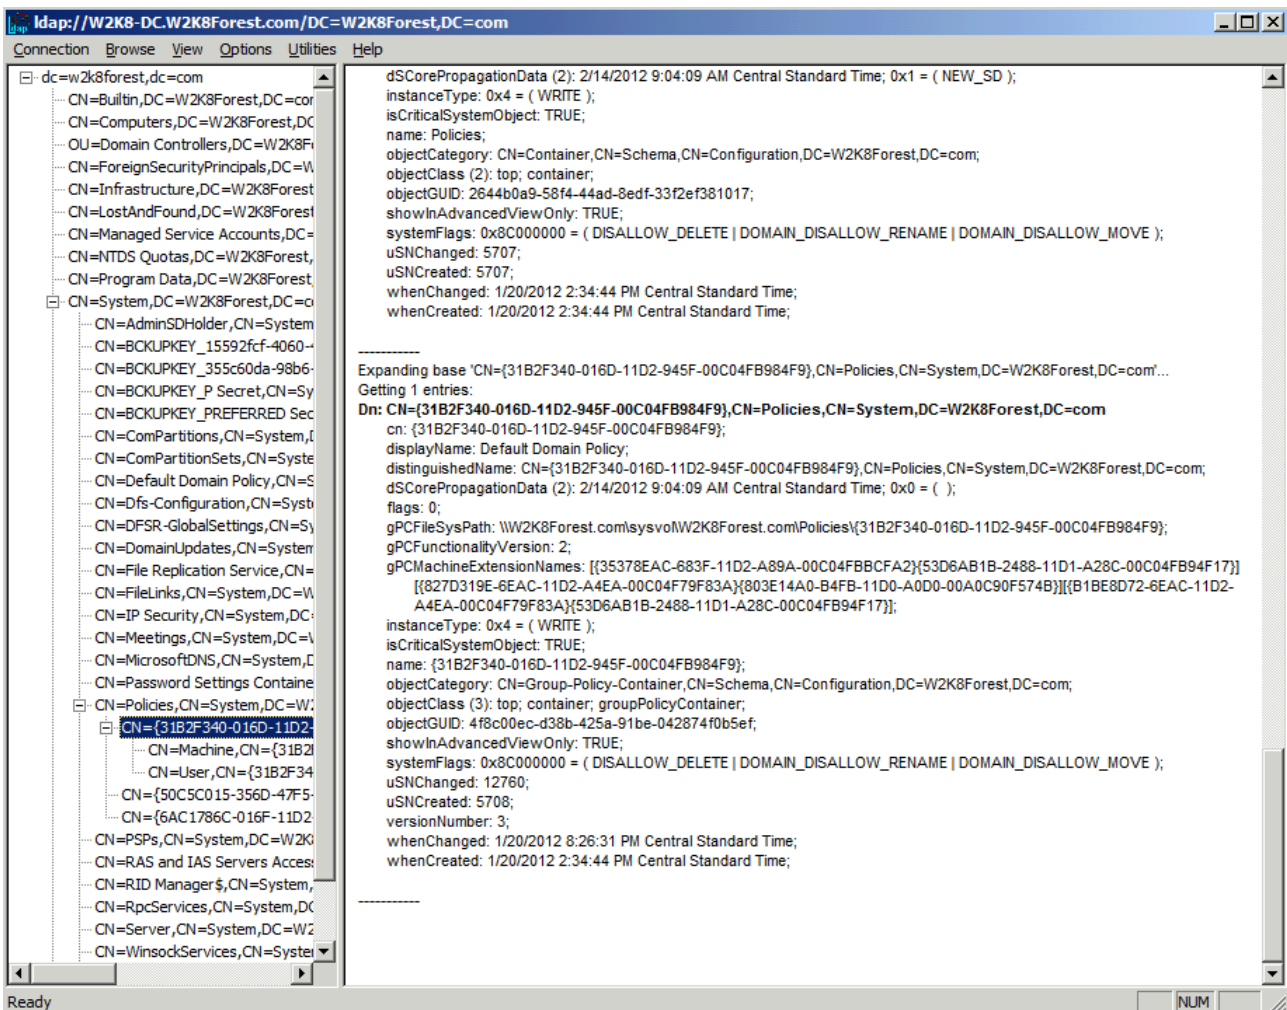 ldap://W2K8-DC.W2K8Forest.com/DC=W2K8Forest,DC=com
Connection Browse View Options Utilities Help
dc=w2k8forest,dc=com
CN=Builtin,DC=W2K8Forest,DC=cor
CN=Computers,DC=W2K8Forest,DC
OU=Domain Controllers,DC=W2K8F
CN=ForeignSecurityPrincipals,DC=W
CN=Infrastructure,DC=W2K8Forest
CN=LostAndFound,DC=W2K8Forest
CN=Managed Service Accounts,DC=
CN=NTDS Quotas,DC=W2K8Forest,
CN=Program Data,DC=W2K8Forest,
CN=System,DC=W2K8Forest,DC=c
CN=AdminSDHolder,CN=System
CN=BCKUPKEY_15592fcf-4060-
CN=BCKUPKEY_355c60da-98b6-
CN=BCKUPKEY_P Secret,CN=Sy
CN=BCKUPKEY_PREFERRED Sec
CN=ComPartitions,CN=System,
CN=ComPartitionSets,CN=Syste
CN=Default Domain Policy,CN=S
CN=Dfs-Configuration,CN=Syst
CN=DFSR-GlobalSettings,CN=Sy
CN=DomainUpdates,CN=System
CN=File Replication Service,CN=
CN=FileLinks,CN=System,DC=W
CN=IP Security,CN=System,DC=
CN=Meetings,CN=System,DC=\
CN=MicrosoftDNS,CN=System,D
CN=Password Settings Containe
CN=Policies,CN=System,DC=W
CN={31B2F340-016D-11D2-
CN=Machine,CN={31B2
CN=User,CN={31B2F34
CN={50C5C015-356D-47F5-
CN={6AC1786C-016F-11D2
CN=PSPs,CN=System,DC=W2K
CN=RAS and IAS Servers Access
CN=RID Manager$,CN=System,
CN=RpcServices,CN=System,DC
CN=Server,CN=System,DC=W2
CN=WinsockServices,CN=System
dSCorePropagationData (2): 2/14/2012 9:04:09 AM Central Standard Time; 0x1 = ( NEW_SD );
instanceType: 0x4 = ( WRITE );
isCriticalSystemObject: TRUE;
name: Policies;
objectCategory: CN=Container,CN=Schema,CN=Configuration,DC=W2K8Forest,DC=com;
objectClass (2): top; container;
objectGUID: 2644b0a9-58f4-44ad-8edf-33f2ef381017;
showInAdvancedViewOnly: TRUE;
systemFlags: 0x8C000000 = ( DISALLOW_DELETE | DOMAIN_DISALLOW_RENAME | DOMAIN_DISALLOW_MOVE );
uSNChanged: 5707;
uSNCreated: 5707;
whenChanged: 1/20/2012 2:34:44 PM Central Standard Time;
whenCreated: 1/20/2012 2:34:44 PM Central Standard Time;
-----------
Expanding base 'CN={31B2F340-016D-11D2-945F-00C04FB984F9},CN=Policies,CN=System,DC=W2K8Forest,DC=com'...
Getting 1 entries:
Dn: CN={31B2F340-016D-11D2-945F-00C04FB984F9},CN=Policies,CN=System,DC=W2K8Forest,DC=com
cn: {31B2F340-016D-11D2-945F-00C04FB984F9};
displayName: Default Domain Policy;
distinguishedName: CN={31B2F340-016D-11D2-945F-00C04FB984F9},CN=Policies,CN=System,DC=W2K8Forest,DC=com;
dSCorePropagationData (2): 2/14/2012 9:04:09 AM Central Standard Time; 0x0 = (  );
flags: 0;
gPCFileSysPath: \\W2K8Forest.com\sysvol\W2K8Forest.com\Policies\{31B2F340-016D-11D2-945F-00C04FB984F9};
gPCFunctionalityVersion: 2;
gPCMachineExtensionNames: [{35378EAC-683F-11D2-A89A-00C04FBBCFA2}{53D6AB1B-2488-11D1-A28C-00C04FB94F17}]
[{827D319E-6EAC-11D2-A4EA-00C04F79F83A}{803E14A0-B4FB-11D0-A0D0-00A0C90F574B}][{B1BE8D72-6EAC-11D2-
A4EA-00C04F79F83A}{53D6AB1B-2488-11D1-A28C-00C04FB94F17}];
instanceType: 0x4 = ( WRITE );
isCriticalSystemObject: TRUE;
name: {31B2F340-016D-11D2-945F-00C04FB984F9};
objectCategory: CN=Group-Policy-Container,CN=Schema,CN=Configuration,DC=W2K8Forest,DC=com;
objectClass (3): top; container; groupPolicyContainer;
objectGUID: 4f8c00ec-d38b-425a-91be-042874f0b5ef;
showInAdvancedViewOnly: TRUE;
systemFlags: 0x8C000000 = ( DISALLOW_DELETE | DOMAIN_DISALLOW_RENAME | DOMAIN_DISALLOW_MOVE );
uSNChanged: 12760;
uSNCreated: 5708;
versionNumber: 3;
whenChanged: 1/20/2012 8:26:31 PM Central Standard Time;
whenCreated: 1/20/2012 2:34:44 PM Central Standard Time;
-----------
Ready
NUM